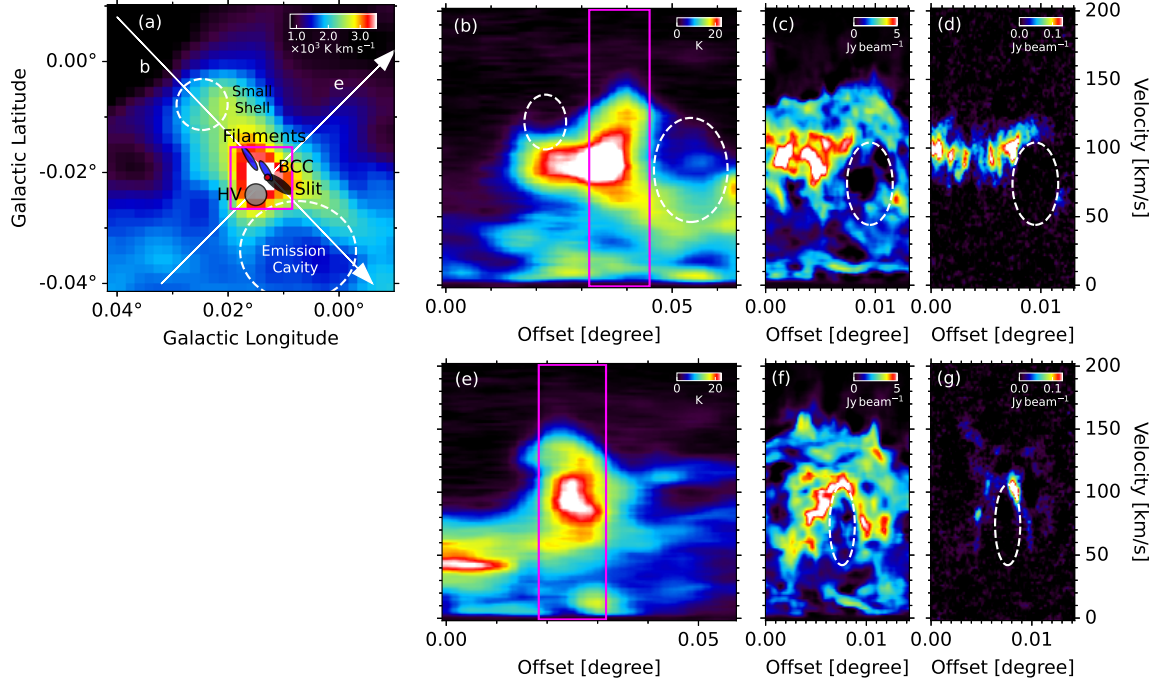 (a)
1.0 2.1 3.1
×10³ K km s⁻¹
b
e
Small
Shell
Filaments
BCC
Slit
HV
Emission
Cavity
0.00°
-0.02°
-0.04°
Galactic Latitude
0.04 0.02 0.00°
Galactic Longitude
(b)
0 20
K
0.00 0.05
Offset [degree]
(c)
0 5
Jy beam⁻¹
0.00 0.01
Offset [degree]
(d)
0.0 0.1
Jy beam⁻¹
0.00 0.01
Offset [degree]
200
150
100
50
0
Velocity [km/s]
(e)
0 20
K
0.00 0.05
Offset [degree]
(f)
0 5
Jy beam⁻¹
0.00 0.01
Offset [degree]
(g)
0.0 0.1
Jy beam⁻¹
0.00 0.01
Offset [degree]
200
150
100
50
0
Velocity [km/s]